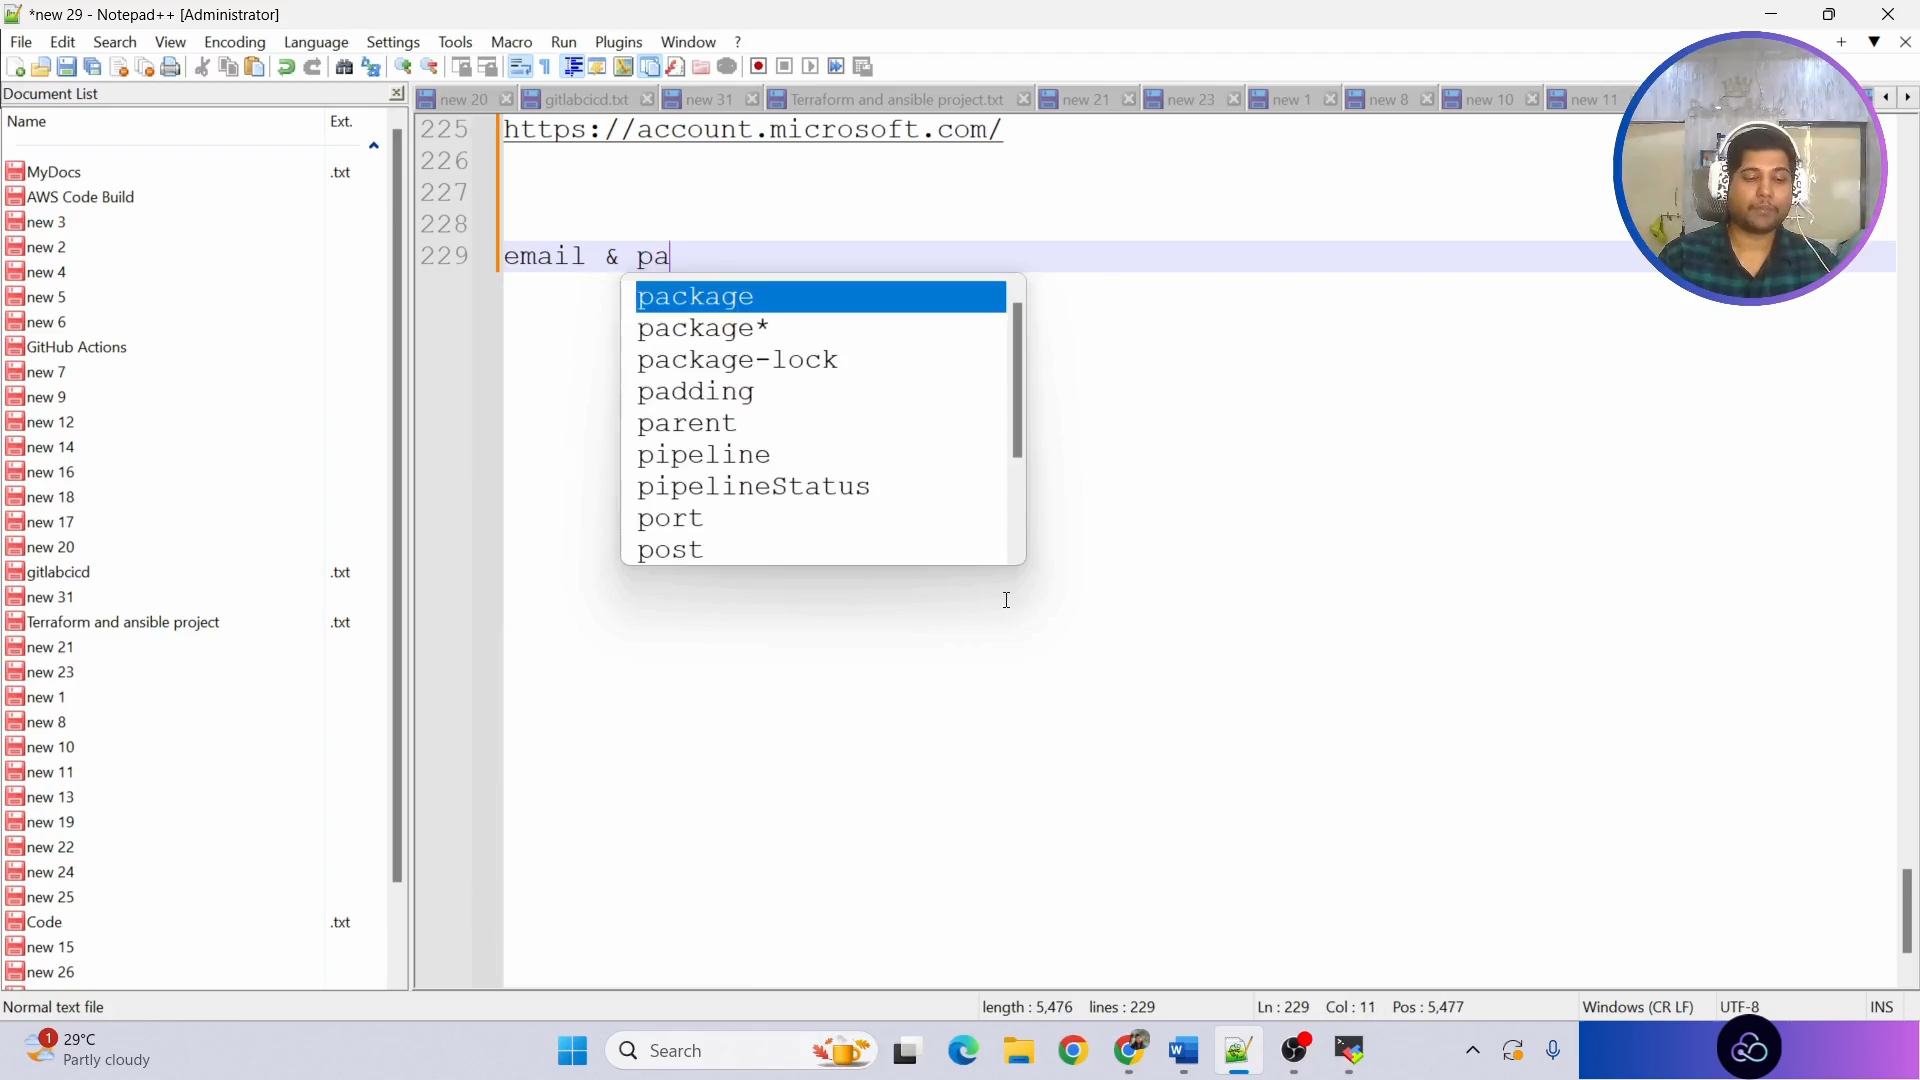 *new 29 - Notepad++ [Administrator]
File Edit Search View Encoding Language Settings Tools Macro Run Plugins Window ?
Document List
new 20 gitlabcicd.txt new 31 Terraform and ansible project.txt new 21 new 23 new 1 new 8 new 10 new 11
Name Ext.
MyDocs .txt
AWS Code Build
new 3
new 2
new 4
new 5
new 6
GitHub Actions
new 7
new 9
new 12
new 14
new 16
new 18
new 17
new 20
gitlabcicd .txt
new 31
Terraform and ansible project .txt
new 21
new 23
new 1
new 8
new 10
new 11
new 13
new 19
new 22
new 24
new 25
Code .txt
new 15
new 26
225 https://account.microsoft.com/
226
227
228
229 email & pa
package
package*
package-lock
padding
parent
pipeline
pipelineStatus
port
post
Normal text file length : 5,476 lines : 229 Ln : 229 Col : 11 Pos : 5,477 Windows (CR LF) UTF-8 INS
1
29°C
Partly cloudy
Search